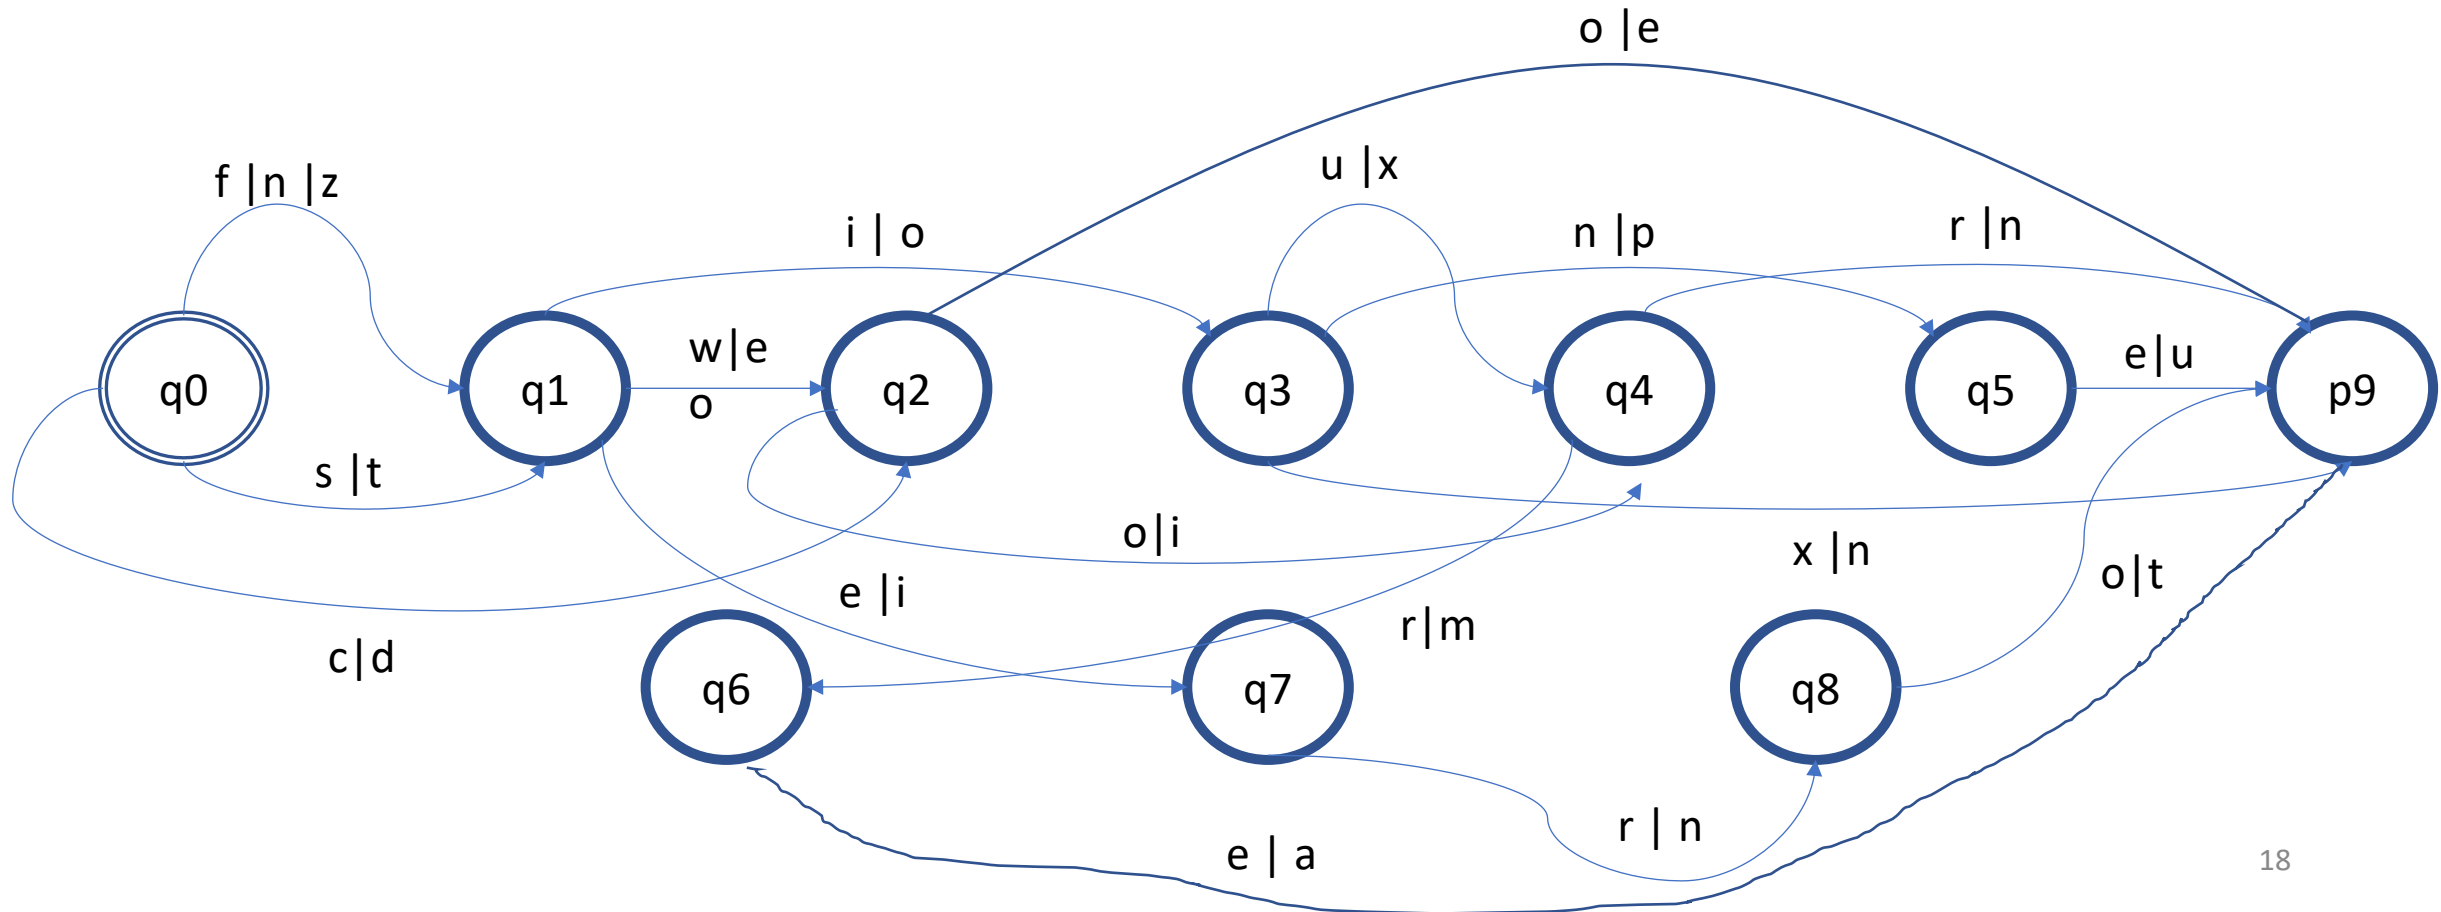 o |e
u |x
f |n |z
i | o
n |p
r |n
w|e
o
e|u
q0
q1
q2
q3
q4
q5
p9
s |t
o|i
x |n
o|t
e |i
r|m
c|d
q6
q7
q8
r | n
e | a
18